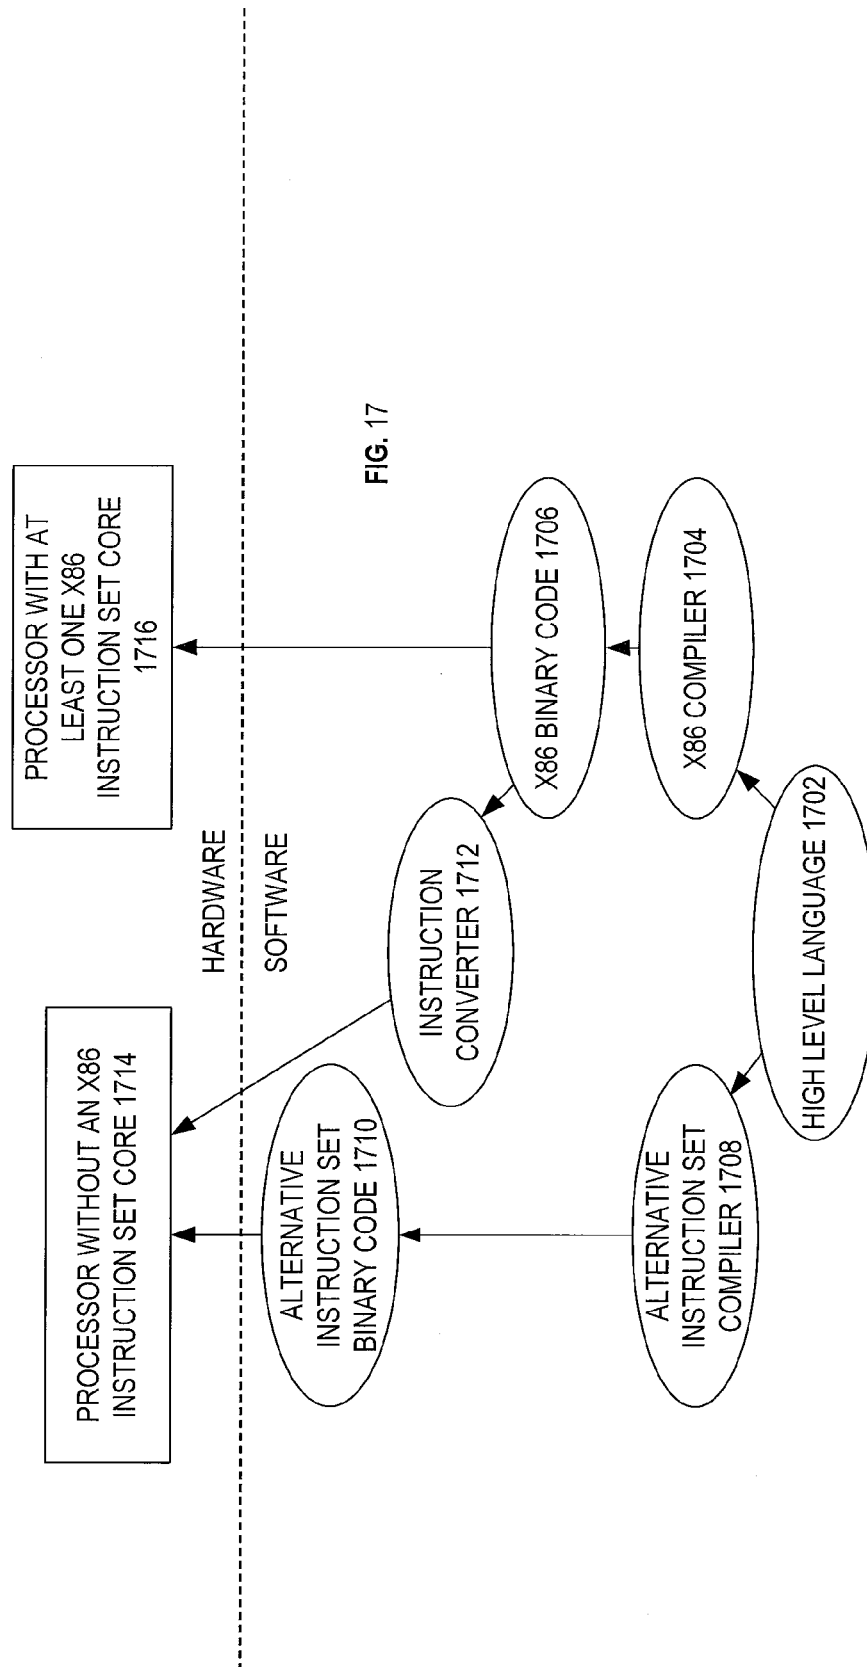 PROCESSOR WITHOUT AN X86
INSTRUCTION SET CORE 1714
PROCESSOR WITH AT
LEAST ONE X86
INSTRUCTION SET CORE
1716
HARDWARE
SOFTWARE
ALTERNATIVE
INSTRUCTION SET
BINARY CODE 1710
INSTRUCTION
CONVERTER 1712
FIG. 17
X86 BINARY CODE 1706
ALTERNATIVE
INSTRUCTION SET
COMPILER 1708
X86 COMPILER 1704
HIGH LEVEL LANGUAGE 1702